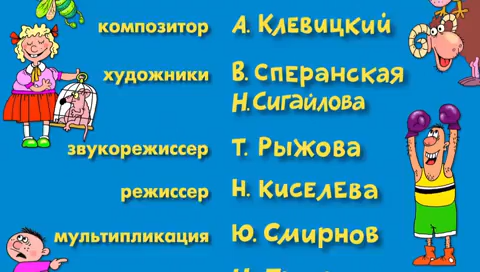 композитор А. Клевицкий
художники В. Сперанская
Н. Сигайлова
звукорежиссер Т. Рыжова
режиссер Н. Киселева
мультипликация Ю. Смирнов